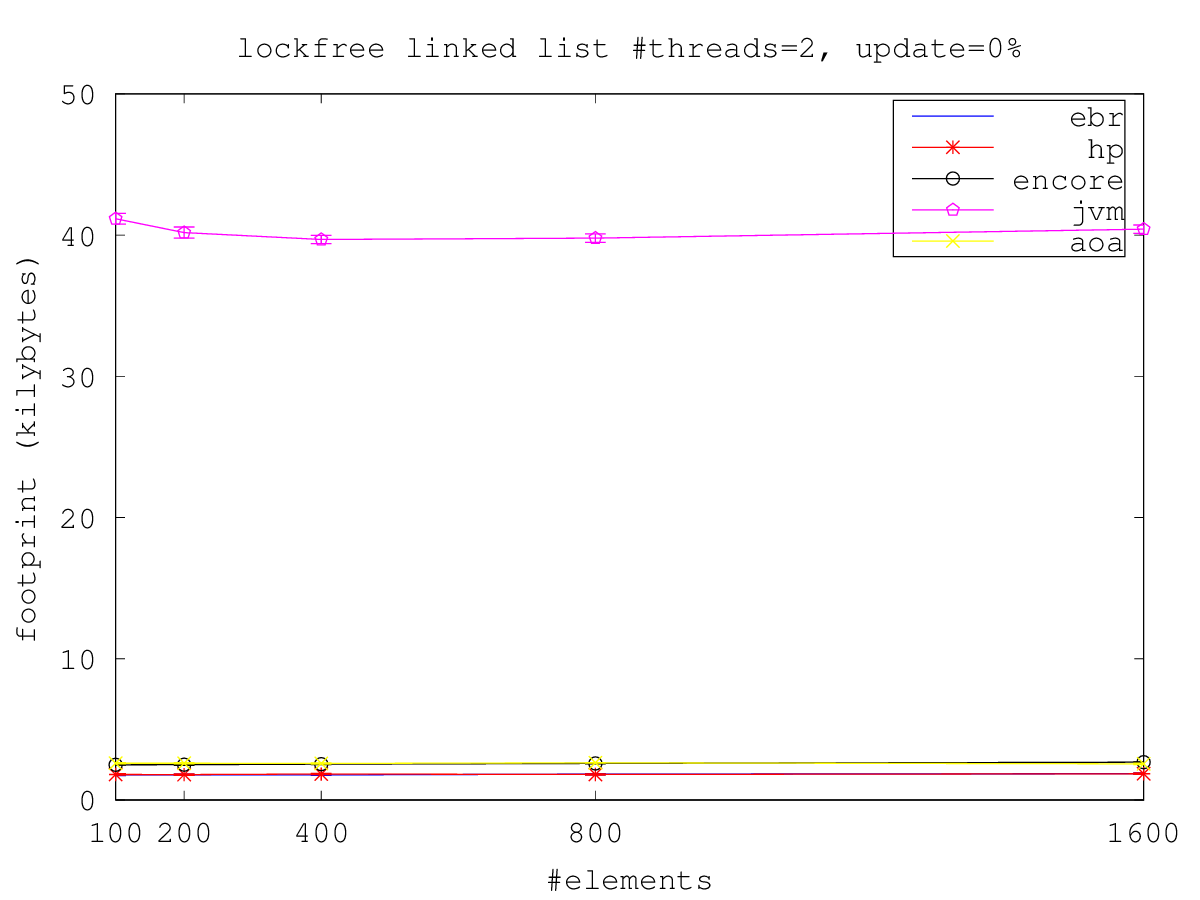 lockfree linked list #threads=2, update=0%
50
40
30
20
10
0
footprint (kilybytes)
ebr
hp
encore
jvm
aoa
100 200 400 800 1600
#elements